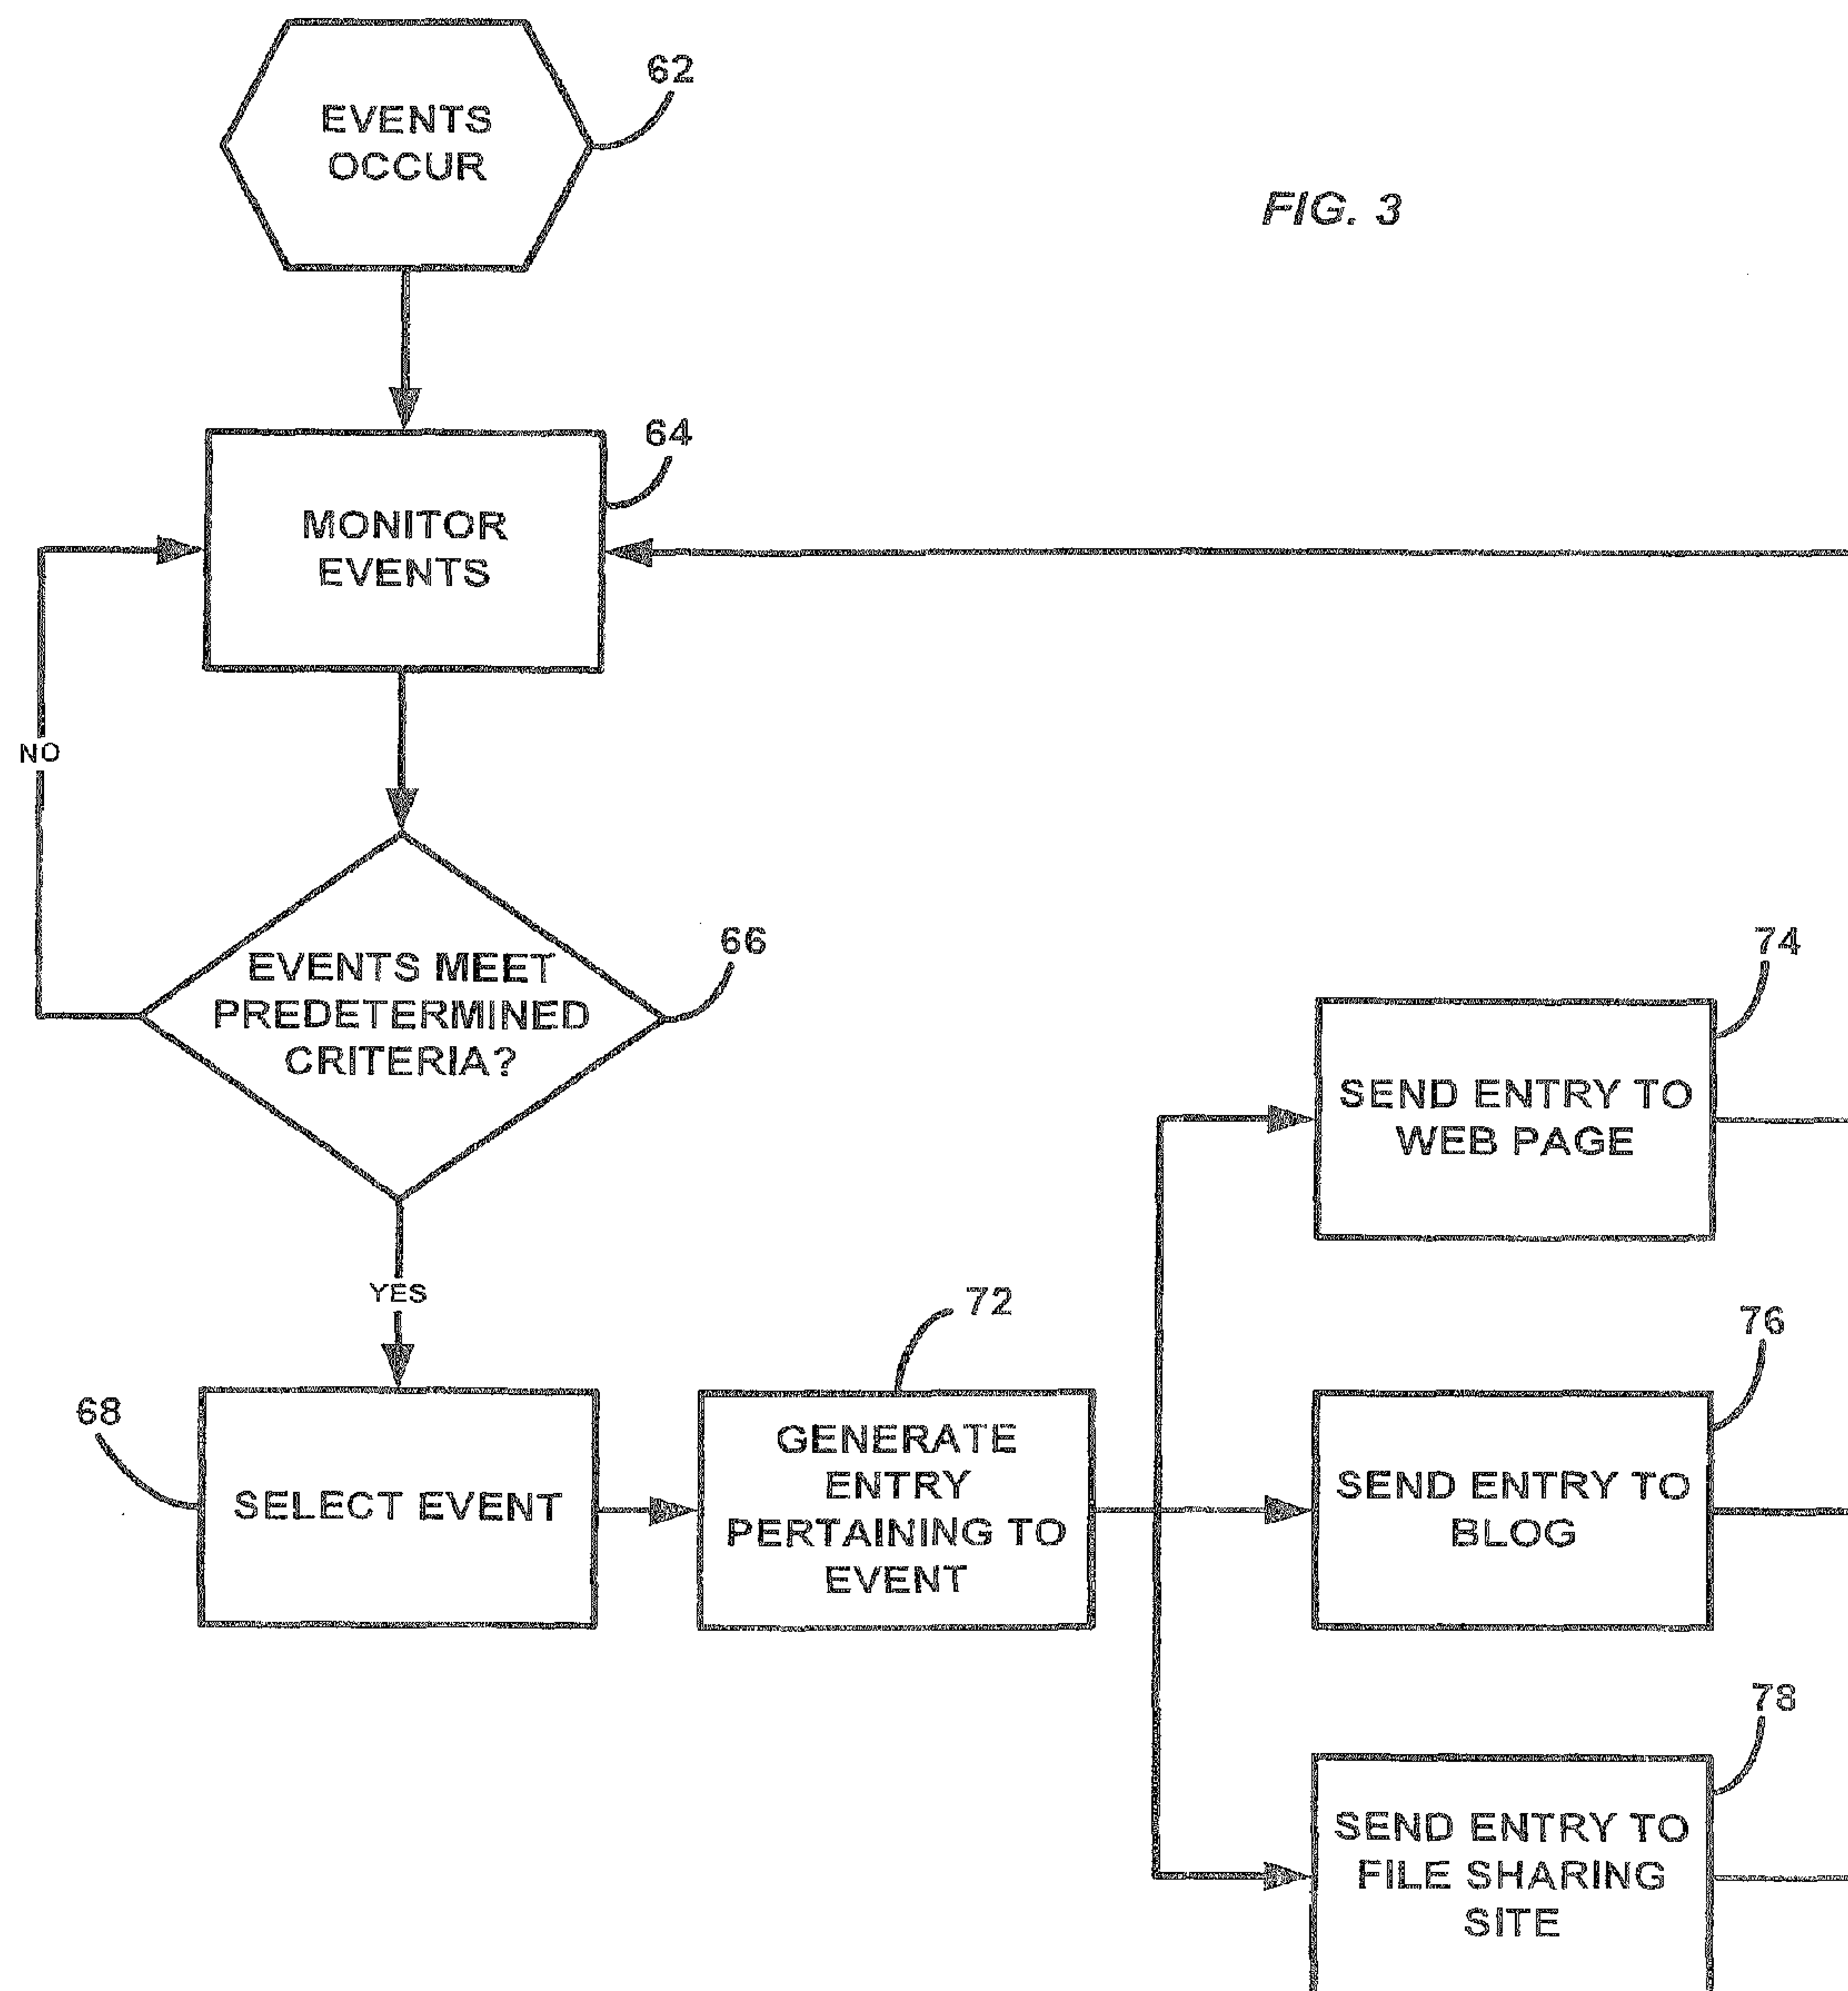 62
EVENTS
OCCUR
FIG. 3
64
MONITOR
EVENTS
NO
66
EVENTS MEET
PREDETERMINED
CRITERIA?
74
SEND ENTRY TO
WEB PAGE
YES
72
76
68
SELECT EVENT
GENERATE
ENTRY
PERTAINING TO
EVENT
SEND ENTRY TO
BLOG
78
SEND ENTRY TO
FILE SHARING
SITE